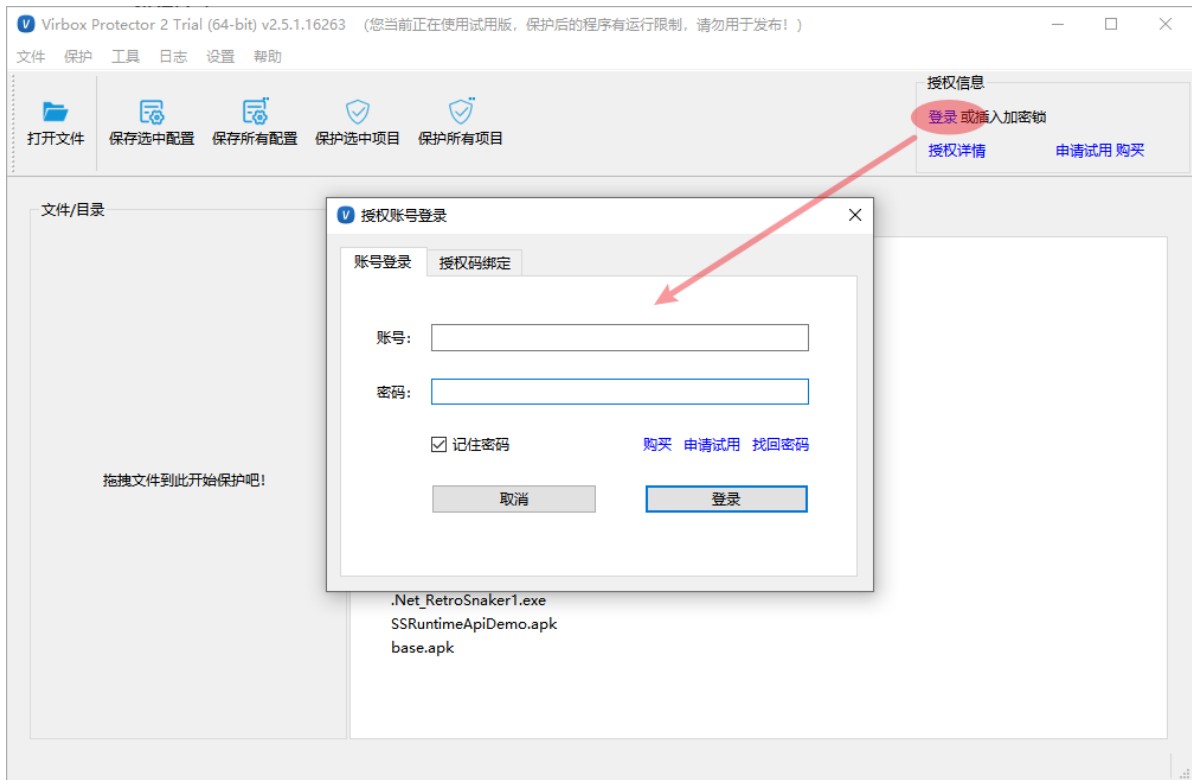 Virbox Protector 2 Trial (64-bit) v2.5.1.16263 (您当前正在使用试用版，保护后的程序有运行限制，请勿用于发布！)
文件 保护 工具 日志 设置 帮助
打开文件 保存选中配置 保存所有配置 保护选中项目 保护所有项目
授权信息
登录 或插入加密锁
授权详情 申请试用 购买
文件/目录
拖拽文件到此开始保护吧！
授权账号登录
账号登录 授权码绑定
账号：
密码：
记住密码 购买 申请试用 找回密码
取消 登录
.Net_RetroSnaker1.exe
SSRuntimeApiDemo.apk
base.apk